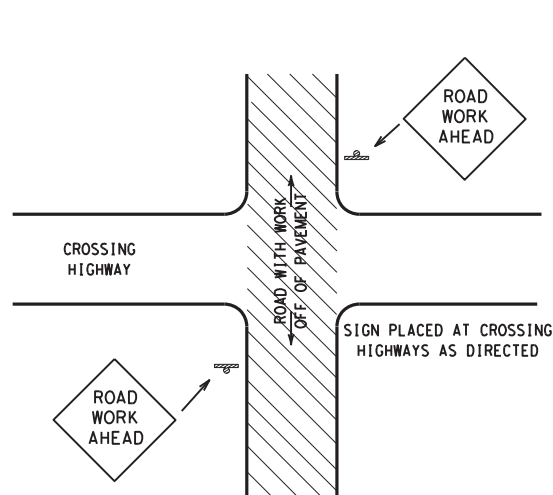 ROAD
WORK
AHEAD
CROSSING
HIGHWAY
ROAD WITH WORK
OFF OF PAVEMENT
SIGN PLACED AT CROSSING
HIGHWAYS AS DIRECTED
ROAD
WORK
AHEAD